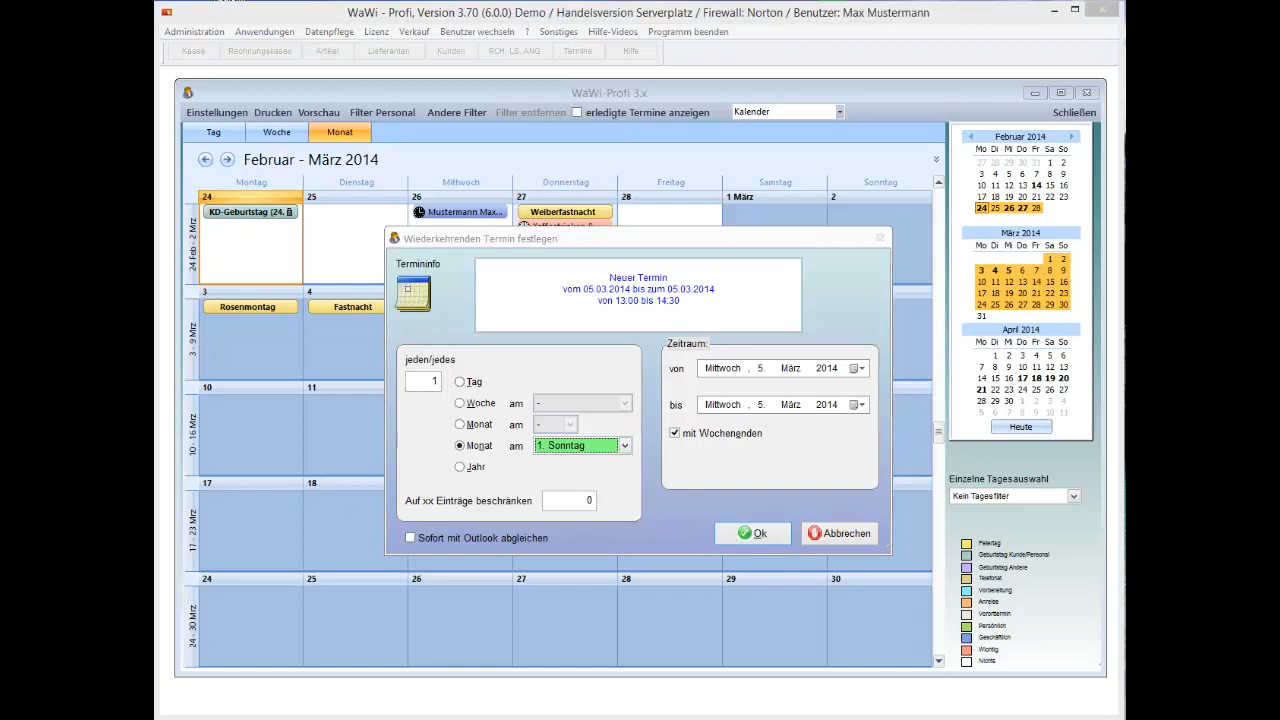 WaWi - Profi, Version 3.70 (6.0.0) Demo / Handelsversion Serverplatz / Firewall: Norton / Benutzer: Max Mustermann
Administration Anwendungen Datenpflege Lizenz Verkauf Benutzer wechseln ? Sonstiges Hilfe-Videos Programm beenden
Kasse Rechnungskasse Artikel Lieferanten Kunden RCH, LS, ANG Termine Hilfe
WaWi-Profi 3.x
Einstellungen Drucken Vorschau Filter Personal Andere Filter Filter entfernen erledigte Termine anzeigen Kalender Schließen
Tag Woche Monat
Februar - März 2014
Montag Dienstag Mittwoch Donnerstag Freitag Samstag Sonntag
24 25 26 27 28 1 März 2
KD-Geburtstag (24. Mustermann Max... Weiberfastnacht
24 Feb - 2 Mrz
Wiederkehrenden Termin festlegen
Termininfo
Neuer Termin
vom 05.03.2014 bis zum 05.03.2014
von 13:00 bis 14:30
3 4
Rosenmontag Fastnacht
3 - 9 Mrz
jeden/jedes
1
Tag
Woche am -
Monat am -
Monat am 1. Sonntag
Jahr
Auf xx Einträge beschränken 0
Sofort mit Outlook abgleichen
Zeitraum:
von Mittwoch , 5. März 2014
bis Mittwoch , 5. März 2014
mit Wochenenden
Ok Abbrechen
10 11
10 - 16 Mrz
17 18
17 - 23 Mrz
24 25 26 27 28 29 30
24 - 30 Mrz
Februar 2014
Mo Di Mi Do Fr Sa So
27 28 29 30 31 1 2
3 4 5 6 7 8 9
10 11 12 13 14 15 16
17 18 19 20 21 22 23
24 25 26 27 28
März 2014
Mo Di Mi Do Fr Sa So
1 2
3 4 5 6 7 8 9
10 11 12 13 14 15 16
17 18 19 20 21 22 23
24 25 26 27 28 29 30
31
April 2014
Mo Di Mi Do Fr Sa So
1 2 3 4 5 6
7 8 9 10 11 12 13
14 15 16 17 18 19 20
21 22 23 24 25 26 27
28 29 30 1 2 3 4
5 6 7 8 9 10 11
Heute
Einzelne Tagesauswahl
Kein Tagesfilter
Feiertag
Geburtstag Kunde/Personal
Geburtstag Andere
Telefonat
Vorbereitung
Anreise
Vororttermin
Persönlich
Geschäftlich
Wichtig
Nichts